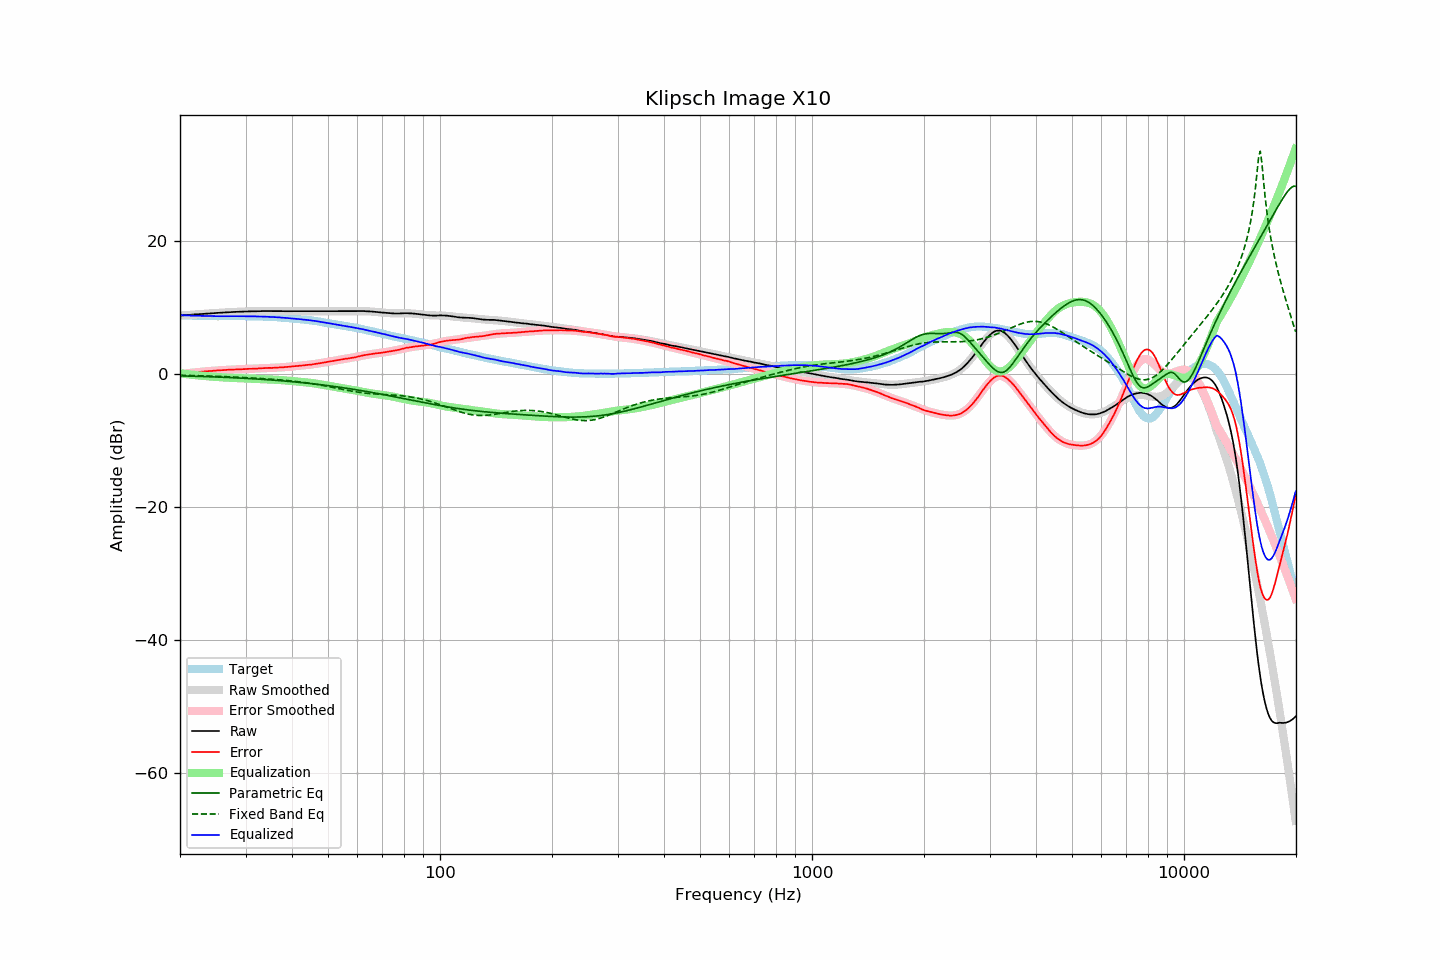 Klipsch Image X10
20
0
−20
−40
−60
Amplitude (dBr)
Target
Raw Smoothed
Error Smoothed
Raw
Error
Equalization
Parametric Eq
Fixed Band Eq
Equalized
100
1000
10000
Frequency (Hz)